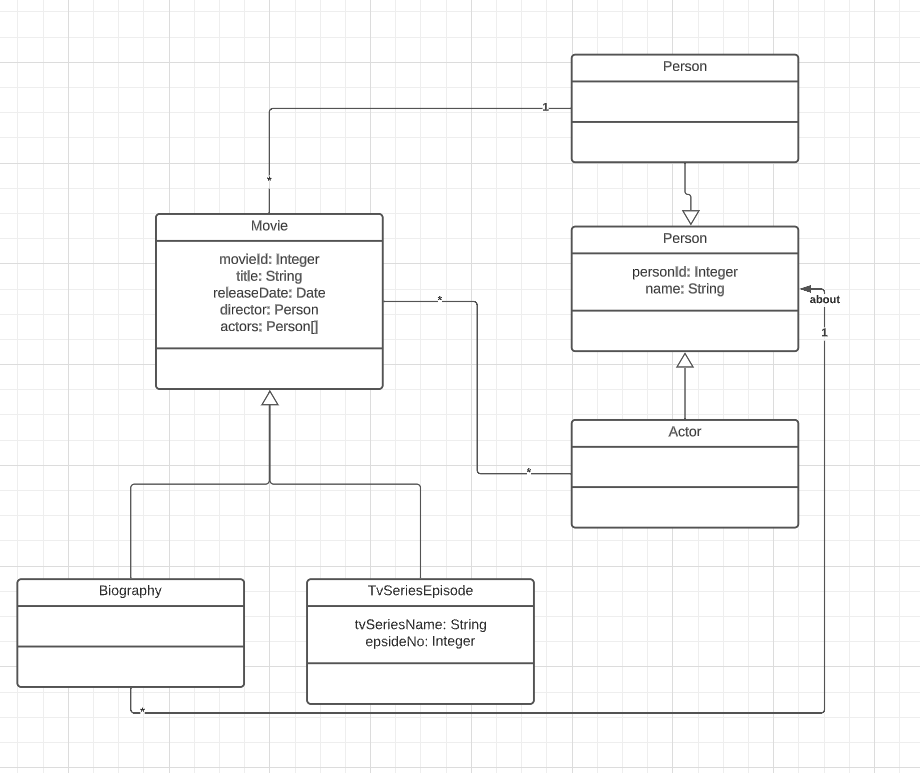 Person
1
*
Movie
movieId: Integer
title: String
releaseDate: Date
director: Person
actors: Person[]
Person
personId: Integer
name: String
about
1
*
Actor
*
Biography
TvSeriesEpisode
tvSeriesName: String
epsideNo: Integer
*